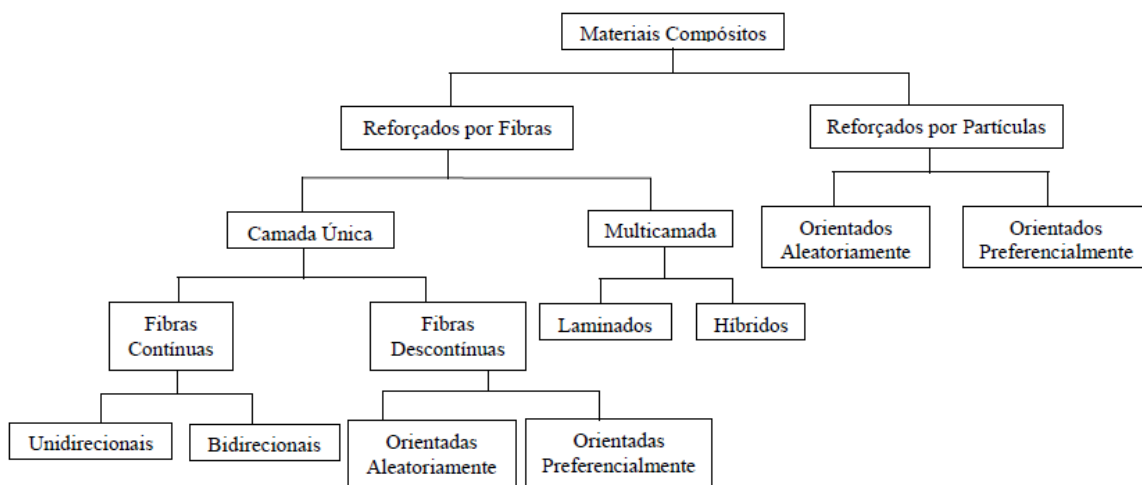 Materiais Compósitos
Reforçados por Fibras
Reforçados por Partículas
Camada Única
Multicamada
Orientados
Aleatoriamente
Orientados
Preferencialmente
Fibras
Contínuas
Fibras
Descontínuas
Laminados
Híbridos
Unidirecionais
Bidirecionais
Orientadas
Aleatoriamente
Orientadas
Preferencialmente